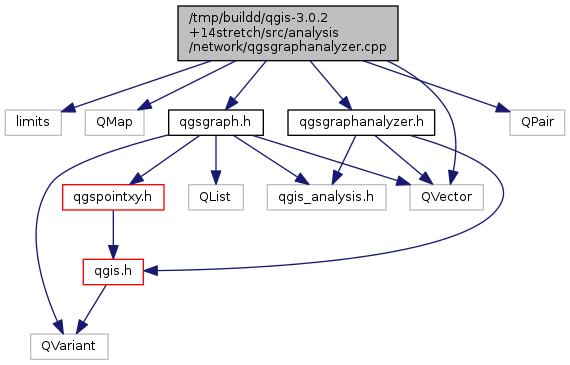 /tmp/buildd/qgis-3.0.2
+14stretch/src/analysis
/network/qgsgraphanalyzer.cpp
limits
QMap
qgsgraph.h
qgsgraphanalyzer.h
QPair
qgspointxy.h
QList
qgis_analysis.h
QVector
qgis.h
QVariant